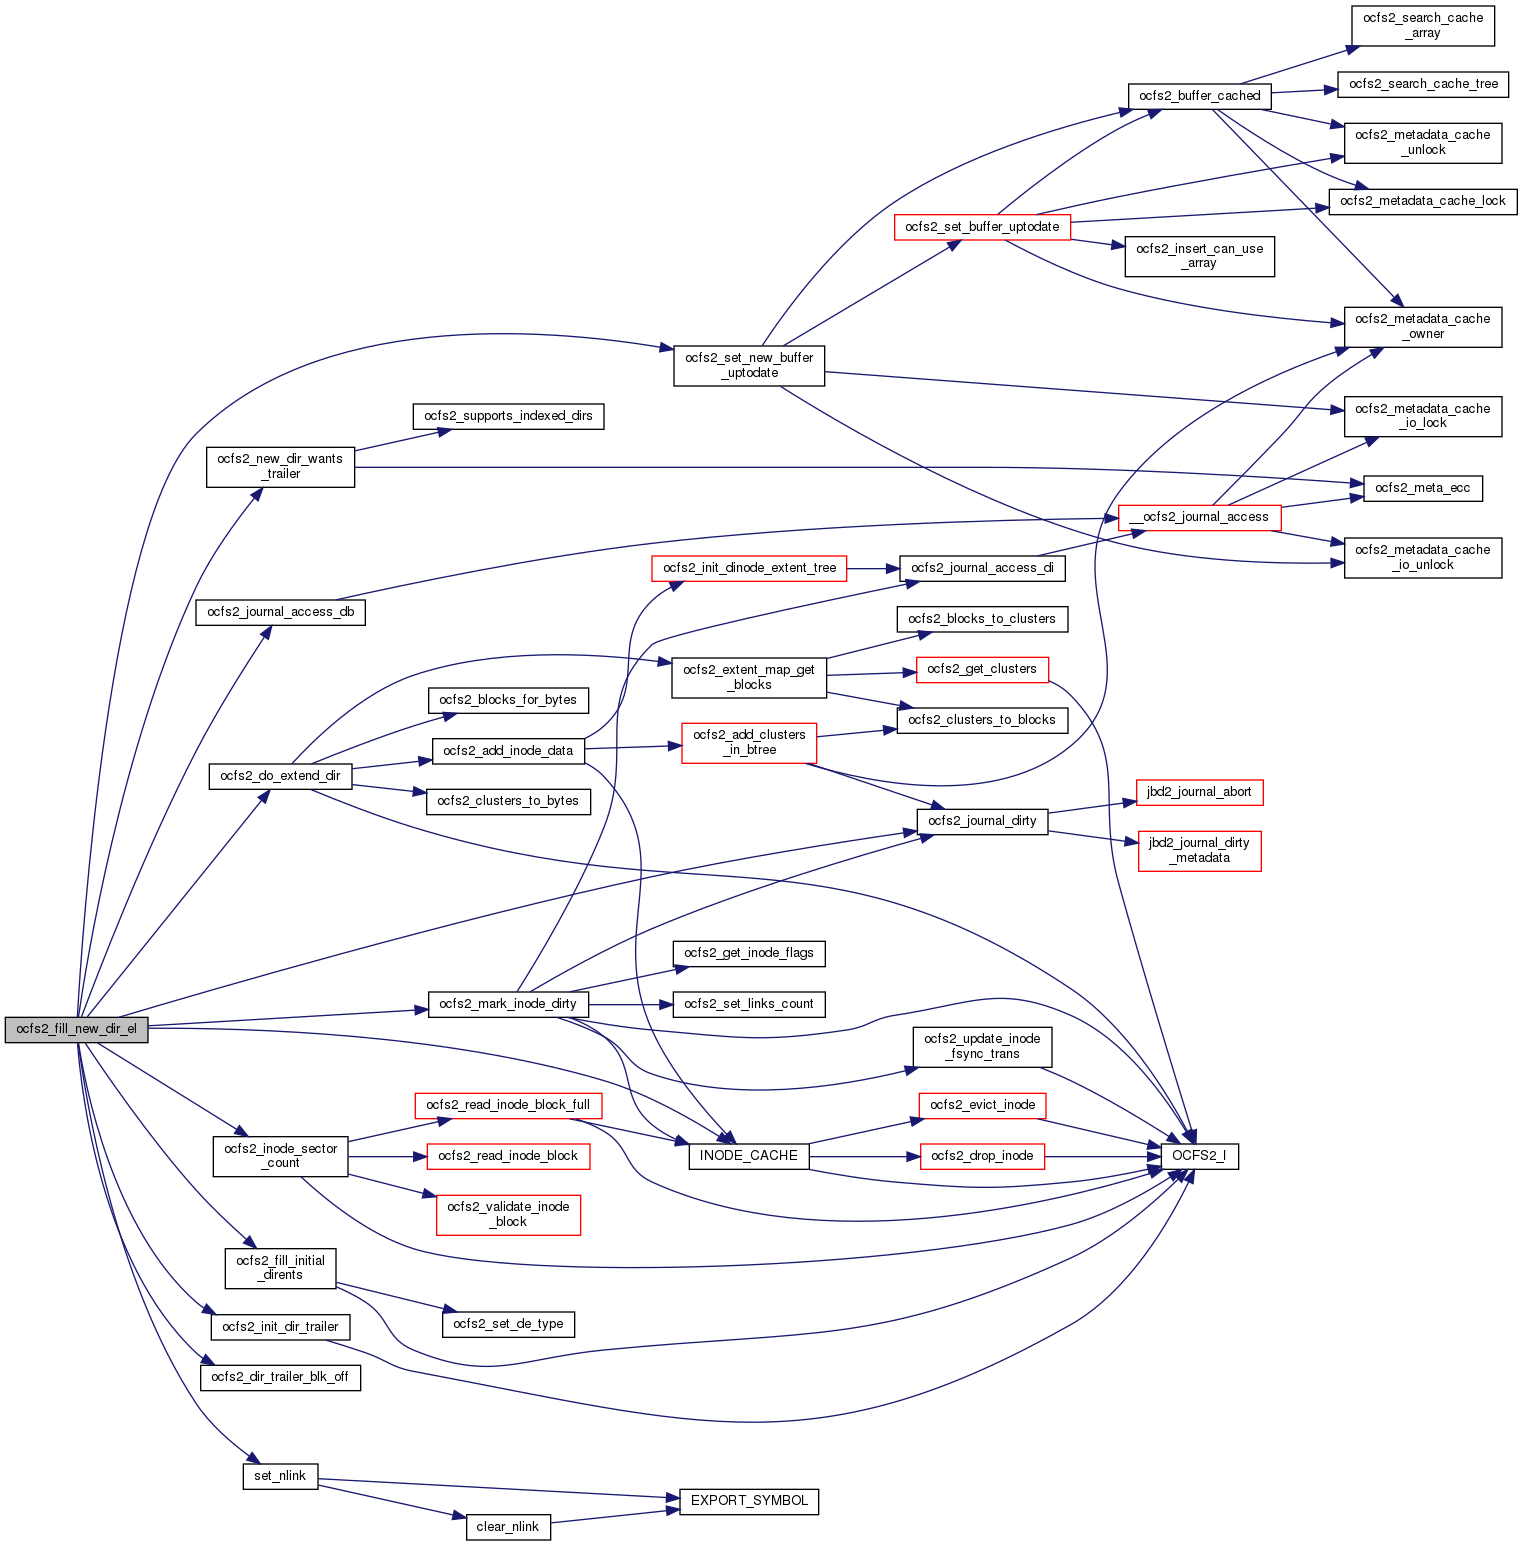 ocfs2_search_cache
_array
ocfs2_search_cache_tree
ocfs2_buffer_cached
ocfs2_metadata_cache
_unlock
ocfs2_metadata_cache_lock
ocfs2_set_buffer_uptodate
ocfs2_insert_can_use
_array
ocfs2_metadata_cache
_owner
ocfs2_set_new_buffer
_uptodate
ocfs2_supports_indexed_dirs
ocfs2_metadata_cache
_io_lock
ocfs2_new_dir_wants
_trailer
ocfs2_meta_ecc
__ocfs2_journal_access
ocfs2_metadata_cache
_io_unlock
ocfs2_init_dinode_extent_tree
ocfs2_journal_access_di
ocfs2_journal_access_db
ocfs2_blocks_to_clusters
ocfs2_extent_map_get
_blocks
ocfs2_get_clusters
ocfs2_blocks_for_bytes
ocfs2_clusters_to_blocks
ocfs2_add_inode_data
ocfs2_add_clusters
_in_btree
ocfs2_do_extend_dir
ocfs2_clusters_to_bytes
jbd2_journal_abort
ocfs2_journal_dirty
jbd2_journal_dirty
_metadata
ocfs2_get_inode_flags
ocfs2_mark_inode_dirty
ocfs2_set_links_count
ocfs2_fill_new_dir_el
ocfs2_update_inode
_fsync_trans
ocfs2_read_inode_block_full
ocfs2_evict_inode
ocfs2_inode_sector
_count
ocfs2_read_inode_block
INODE_CACHE
ocfs2_drop_inode
OCFS2_I
ocfs2_validate_inode
_block
ocfs2_fill_initial
_dirents
ocfs2_init_dir_trailer
ocfs2_set_de_type
ocfs2_dir_trailer_blk_off
set_nlink
EXPORT_SYMBOL
clear_nlink